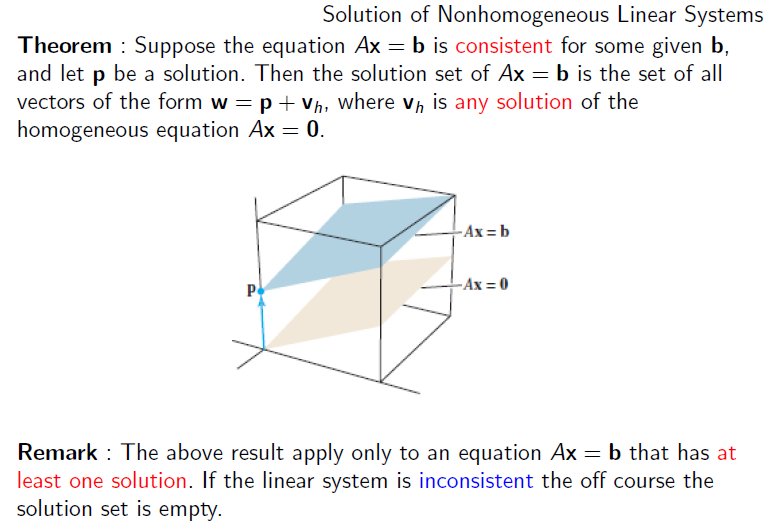 Solution of Nonhomogeneous Linear Systems
Theorem : Suppose the equation Ax = b is consistent for some given b,
and let p be a solution. Then the solution set of Ax = b is the set of all
vectors of the form w = p + vₕ, where vₕ is any solution of the
homogeneous equation Ax = 0.
Ax = b
Ax = 0
p
Remark : The above result apply only to an equation Ax = b that has at
least one solution. If the linear system is inconsistent the off course the
solution set is empty.